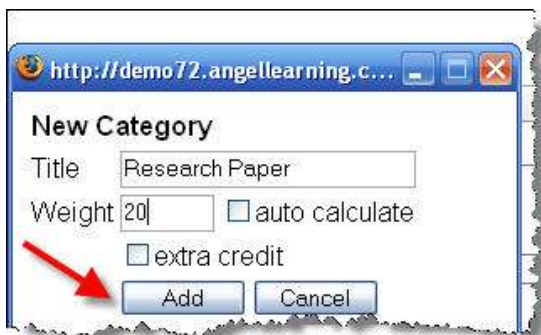 http://demo72.angellearning.c...
New Category
Title Research Paper
Weight 20 auto calculate
extra credit
Add Cancel